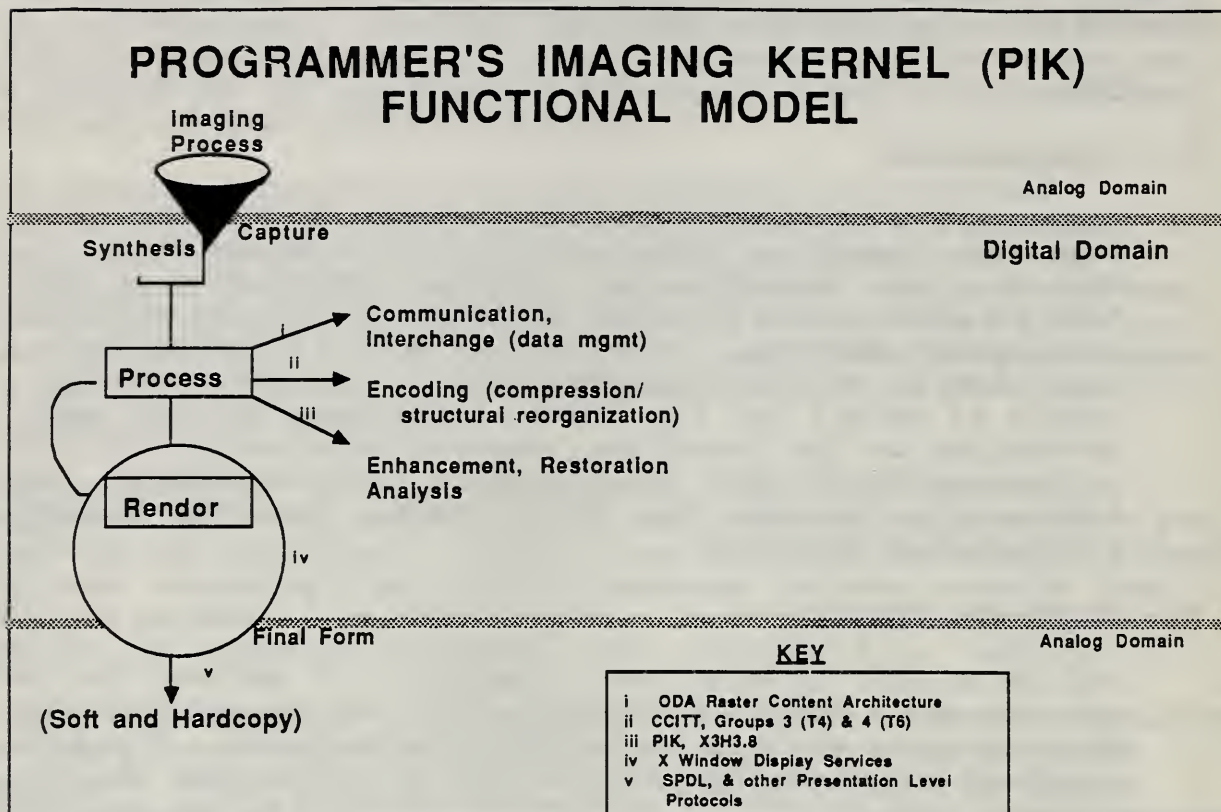 PROGRAMMER'S IMAGING KERNEL (PIK)
FUNCTIONAL MODEL
Imaging
Process
Analog Domain
Capture
Synthesis
Digital Domain
Communication,
Interchange (data mgmt)
i
Process
ii
Encoding (compression/
structural reorganization)
iii
Enhancement, Restoration
Analysis
Rendor
iv
Final Form
Analog Domain
v
(Soft and Hardcopy)
KEY
i ODA Raster Content Architecture
ii CCITT, Groups 3 (T4) & 4 (T6)
iii PIK, X3H3.8
iv X Window Display Services
v SPDL, & other Presentation Level
Protocols